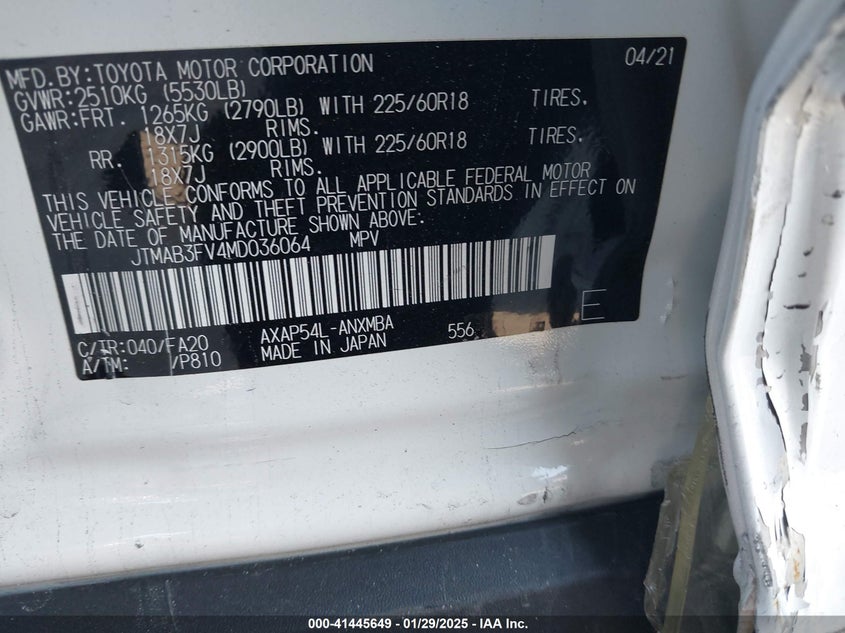 MFD.BY:TOYOTA MOTOR CORPORATION 04/21
GVWR:2510KG (5530LB)
GAWR:FRT. 1265KG (2790LB) WITH 225/60R18 TIRES.
18X7J RIMS.
RR. 1315KG (2900LB) WITH 225/60R18 TIRES.
18X7J RIMS.
THIS VEHICLE CONFORMS TO ALL APPLICABLE FEDERAL MOTOR
VEHICLE SAFETY AND THEFT PREVENTION STANDARDS IN EFFECT ON
THE DATE OF MANUFACTURE SHOWN ABOVE.
JTMAB3FV4MD036064 MPV
E
C/TR:040/FA20 AXAP54L-ANXMBA 556
A/TM: /P810 MADE IN JAPAN
000-41445649 - 01/29/2025 - IAA Inc.